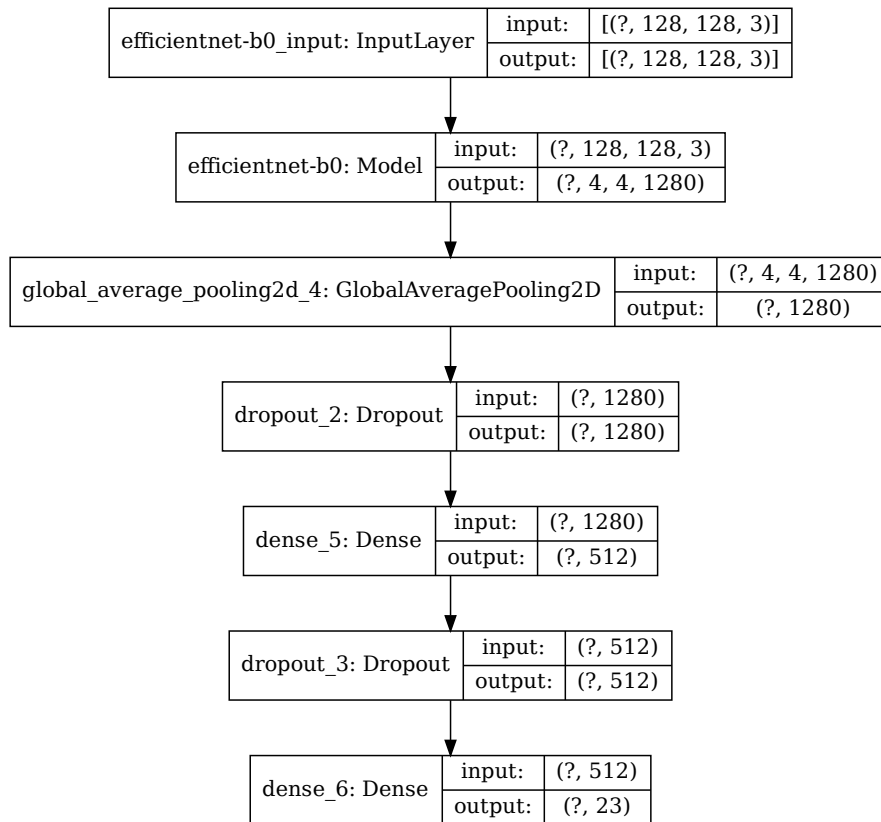 efficientnet-b0_input: InputLayer
input: [(?, 128, 128, 3)]
output: [(?, 128, 128, 3)]
efficientnet-b0: Model
input: (?, 128, 128, 3)
output: (?, 4, 4, 1280)
global_average_pooling2d_4: GlobalAveragePooling2D
input: (?, 4, 4, 1280)
output: (?, 1280)
dropout_2: Dropout
input: (?, 1280)
output: (?, 1280)
dense_5: Dense
input: (?, 1280)
output: (?, 512)
dropout_3: Dropout
input: (?, 512)
output: (?, 512)
dense_6: Dense
input: (?, 512)
output: (?, 23)